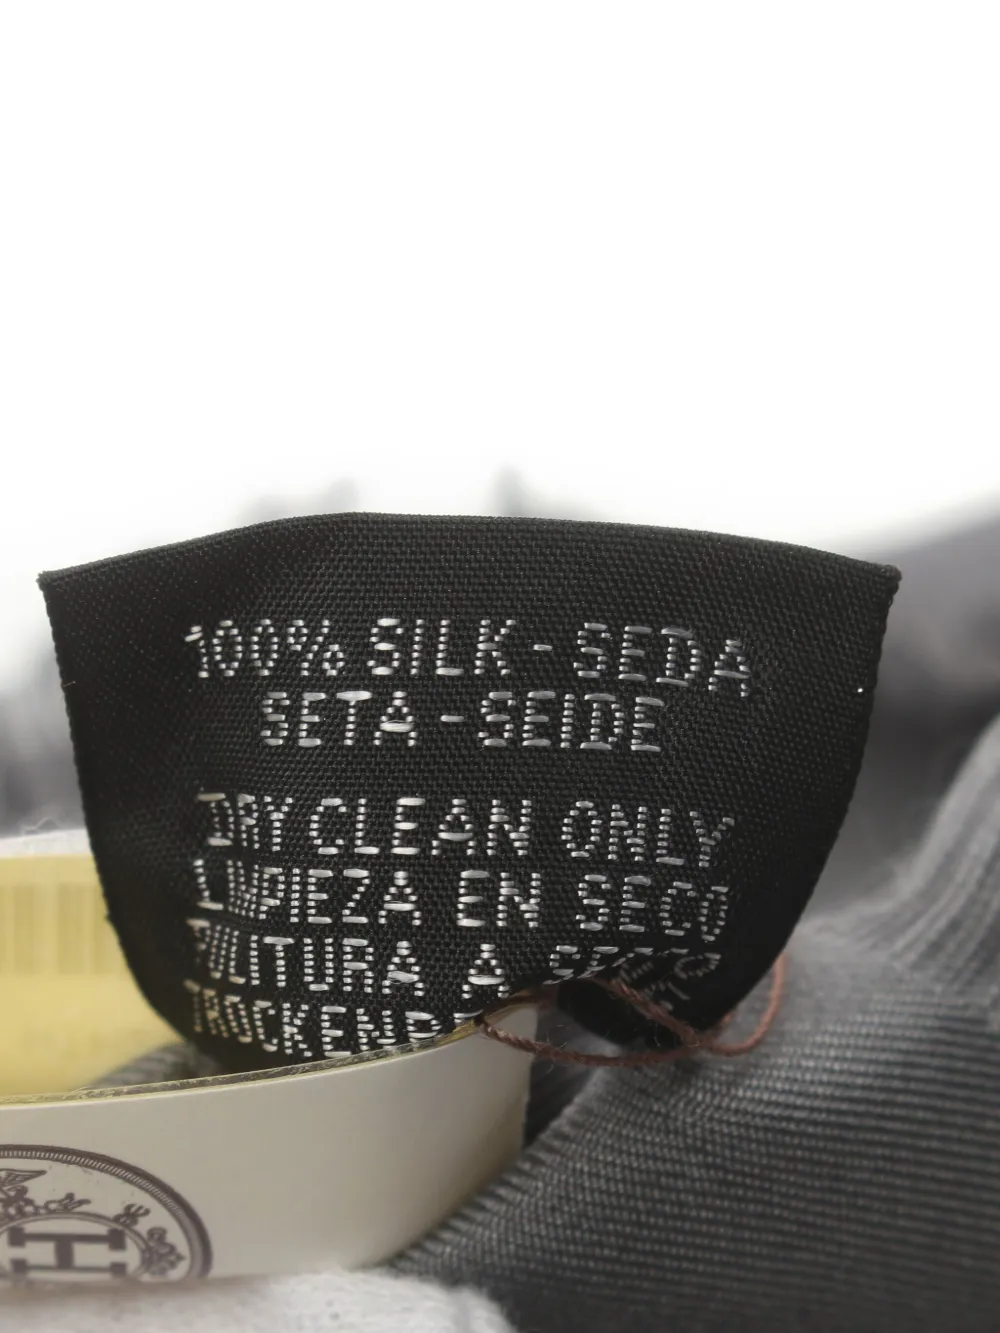 100% SILK - SEDA
SETA - SEIDE
DRY CLEAN ONLY
LIMPIEZA EN SECO
PULITURA A
H